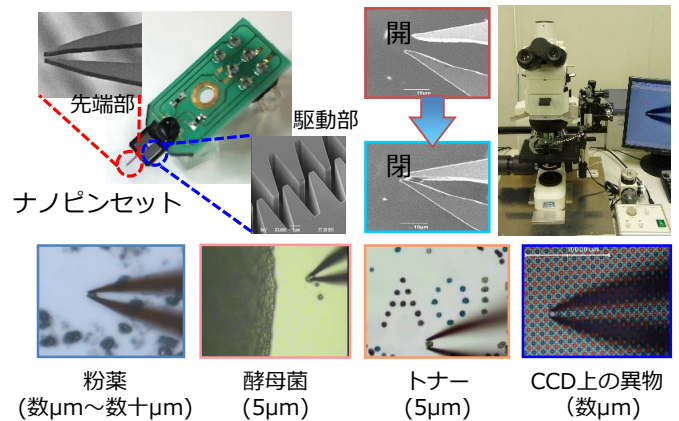 先端部
駆動部
ナノピンセット
開
10μm
閉
10μm
粉薬
(数μm～数十μm)
酵母菌
(5μm)
トナー
(5μm)
CCD上の異物
(数μm)